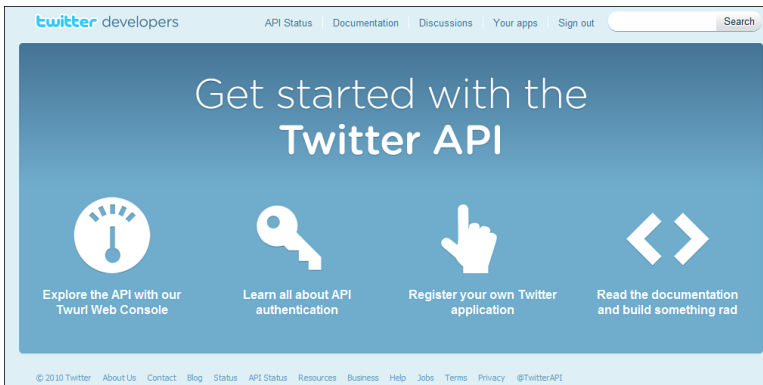 twitter developers API Status Documentation Discussions Your apps Sign out Search
Get started with the
Twitter API
Explore the API with our
Twurl Web Console
Learn all about API
authentication
Register your own Twitter
application
Read the documentation
and build something rad
© 2010 Twitter About Us Contact Blog Status API Status Resources Business Help Jobs Terms Privacy @TwitterAPI